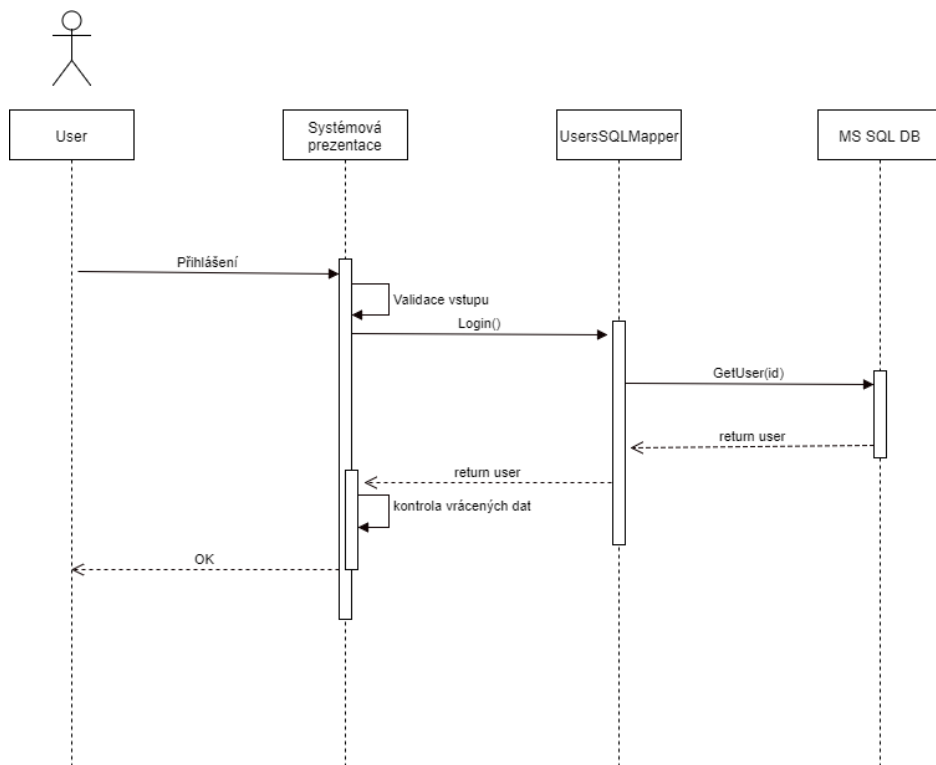 User
Systémová
prezentace
UsersSQLMapper
MS SQL DB
Přihlášení
Validace vstupu
Login()
GetUser(id)
return user
return user
kontrola vrácených dat
OK